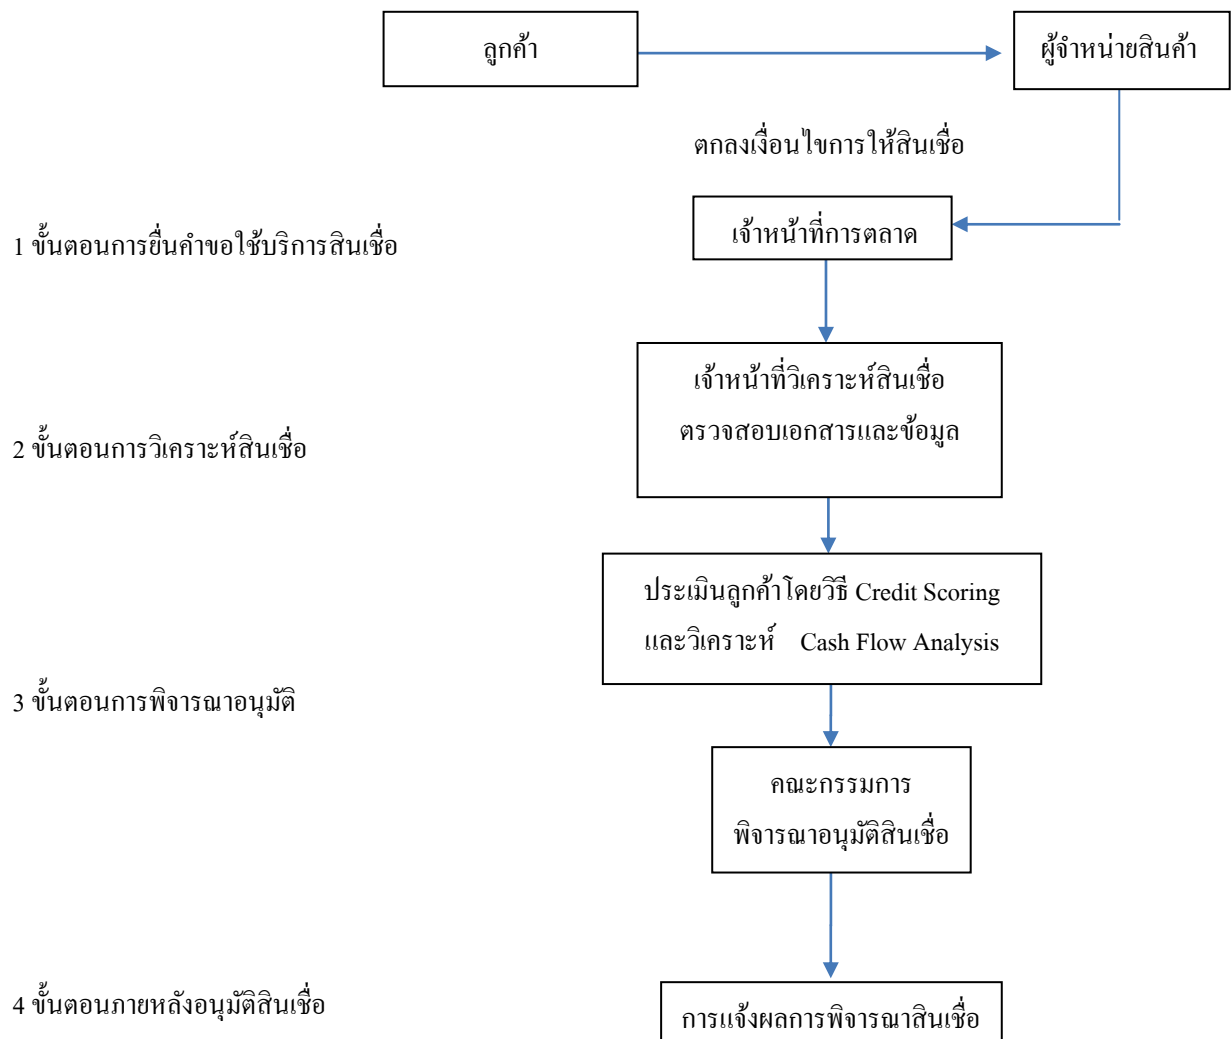 ลูกค้า
ผู้จำหน่ายสินค้า
ตกลงเงื่อนไขการให้สินเชื่อ
1 ขั้นตอนการยื่นคำขอใช้บริการสินเชื่อ
เจ้าหน้าที่การตลาด
เจ้าหน้าที่วิเคราะห์สินเชื่อ
ตรวจสอบเอกสารและข้อมูล
2 ขั้นตอนการวิเคราะห์สินเชื่อ
ประเมินลูกค้าโดยวิธี Credit Scoring
และวิเคราะห์ Cash Flow Analysis
3 ขั้นตอนการพิจารณาอนุมัติ
คณะกรรมการ
พิจารณาอนุมัติสินเชื่อ
4 ขั้นตอนภายหลังอนุมัติสินเชื่อ
การแจ้งผลการพิจารณาสินเชื่อ